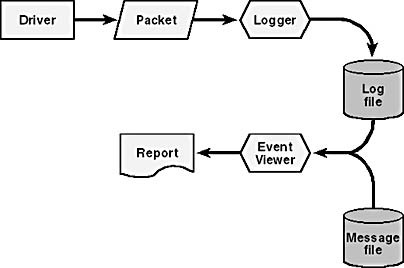 Driver
Packet
Logger
Log
file
Report
Event
Viewer
Message
file